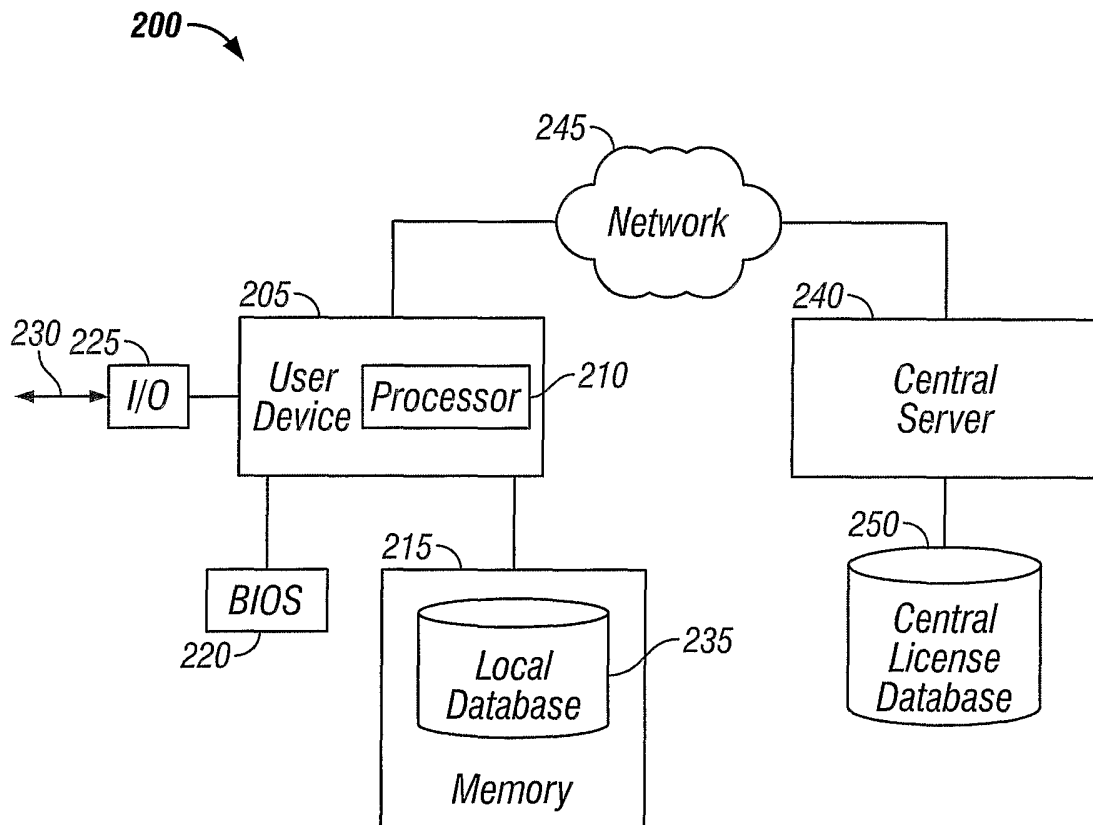 200
245
Network
205
240
230
225
I/O
User
Device
Processor
210
Central
Server
215
250
BIOS
220
Local
Database
235
Central
License
Database
Memory